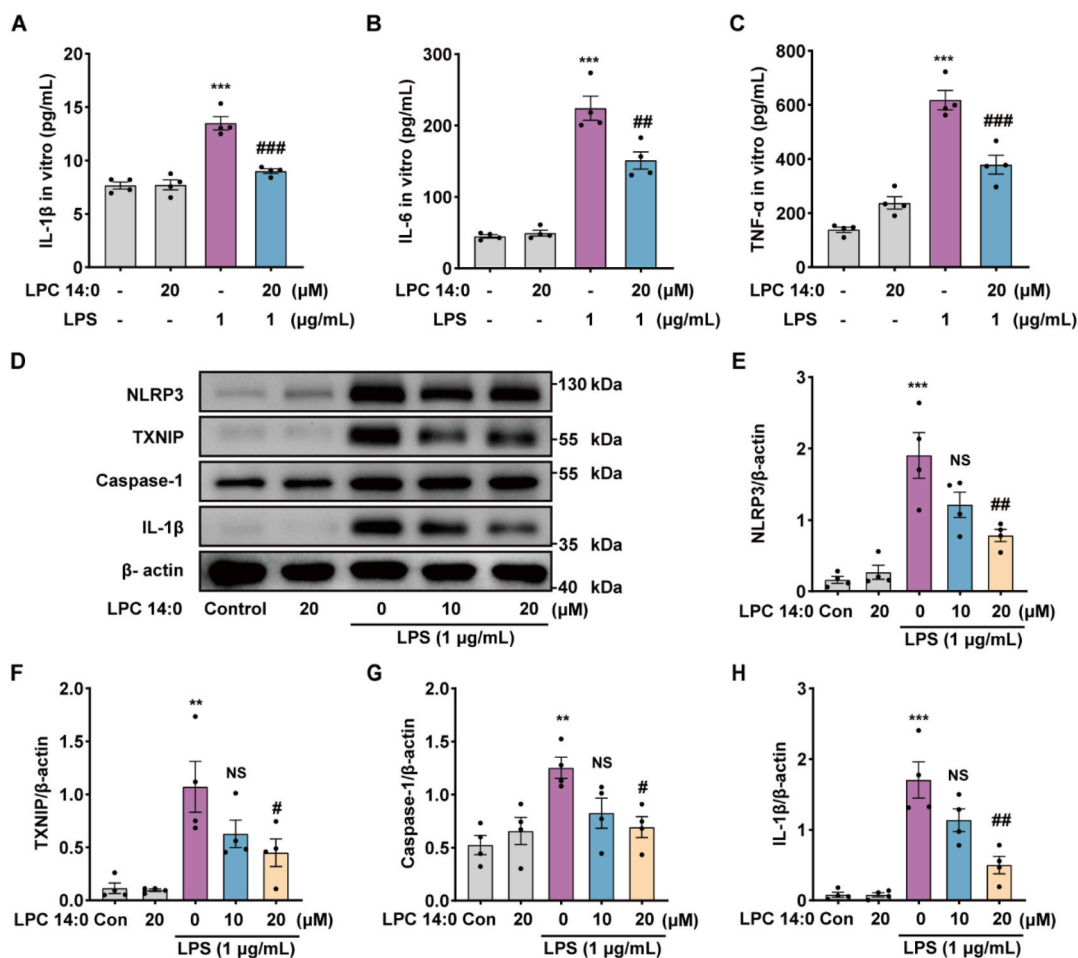 A
IL-1β in vitro (pg/mL)
20
15
10
5
0
***
###
LPC 14:0 - 20 - 20 (μM)
LPS - - 1 1 (μg/mL)
B
IL-6 in vitro (pg/mL)
300
200
100
0
***
##
LPC 14:0 - 20 - 20 (μM)
LPS - - 1 1 (μg/mL)
C
TNF-α in vitro (pg/mL)
800
600
400
200
0
***
###
LPC 14:0 - 20 - 20 (μM)
LPS - - 1 1 (μg/mL)
D
NLRP3 130 kDa
TXNIP 55 kDa
Caspase-1 55 kDa
IL-1β 35 kDa
β- actin 40 kDa
LPC 14:0 Control 20 0 10 20 (μM)
LPS (1 μg/mL)
E
NLRP3/β-actin
3
2
1
0
***
NS
##
LPC 14:0 Con 20 0 10 20 (μM)
LPS (1 μg/mL)
F
TXNIP/β-actin
2.0
1.5
1.0
0.5
0.0
**
NS
#
LPC 14:0 Con 20 0 10 20 (μM)
LPS (1 μg/mL)
G
Caspase-1/β-actin
2.0
1.5
1.0
0.5
0.0
**
NS
#
LPC 14:0 Con 20 0 10 20 (μM)
LPS (1 μg/mL)
H
IL-1β/β-actin
3
2
1
0
***
NS
##
LPC 14:0 Con 20 0 10 20 (μM)
LPS (1 μg/mL)